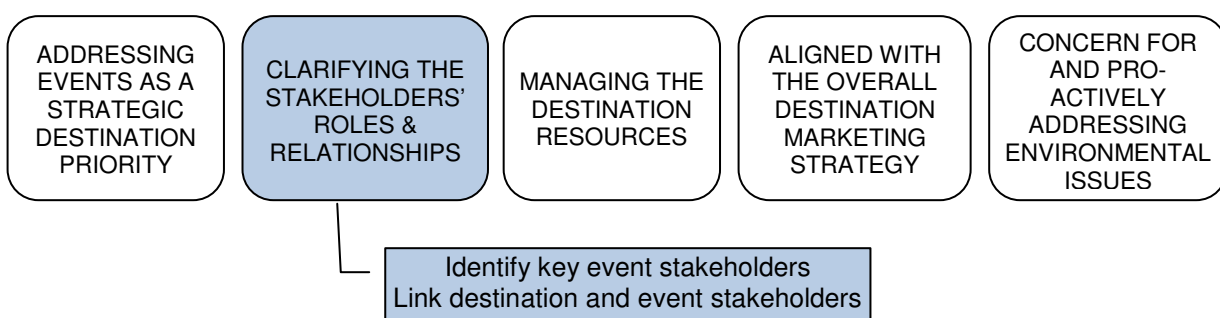 ADDRESSING
EVENTS AS A
STRATEGIC
DESTINATION
PRIORITY
CLARIFYING THE
STAKEHOLDERS’
ROLES &
RELATIONSHIPS
MANAGING THE
DESTINATION
RESOURCES
ALIGNED WITH
THE OVERALL
DESTINATION
MARKETING
STRATEGY
CONCERN FOR
AND PRO-
ACTIVELY
ADDRESSING
ENVIRONMENTAL
ISSUES
Identify key event stakeholders
Link destination and event stakeholders